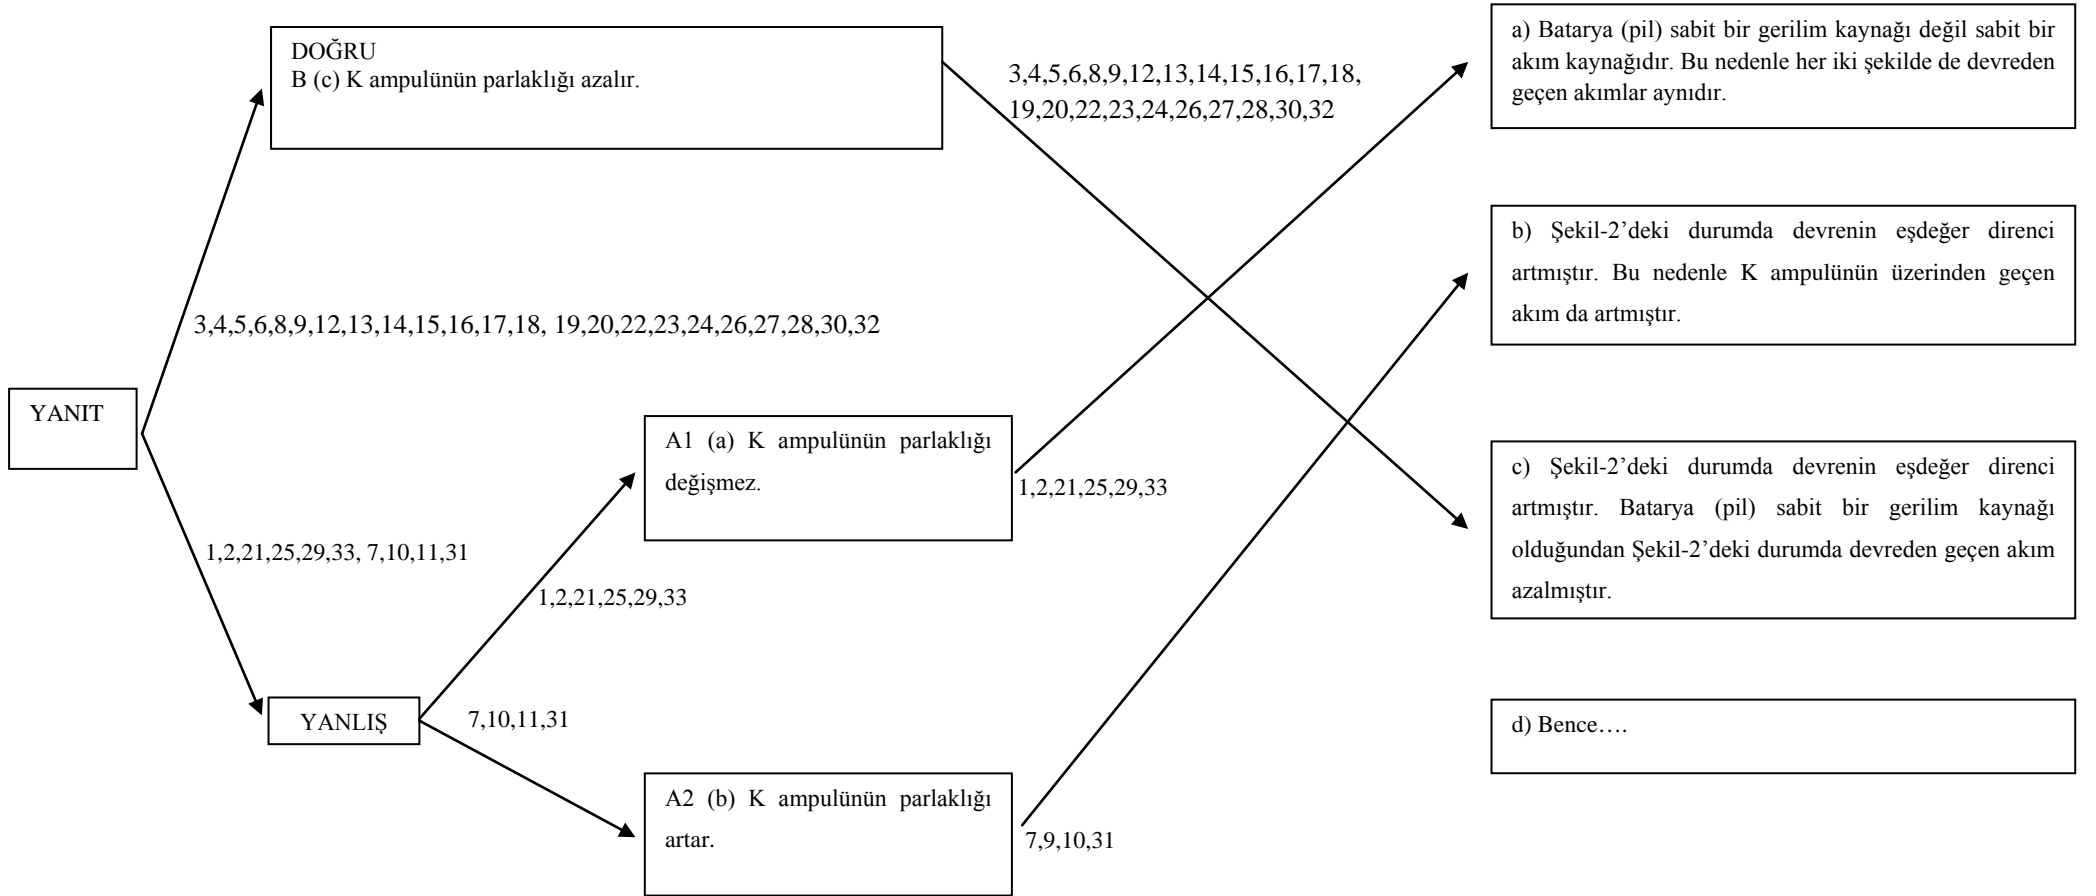 DOĞRU
B (c) K ampulünün parlaklığı azalır.
3,4,5,6,8,9,12,13,14,15,16,17,18,
19,20,22,23,24,26,27,28,30,32
a) Batarya (pil) sabit bir gerilim kaynağı değil sabit bir
akım kaynağıdır. Bu nedenle her iki şekilde de devreden
geçen akımlar aynıdır.
b) Şekil-2’deki durumda devrenin eşdeğer direnci
artmıştır. Bu nedenle K ampulünün üzerinden geçen
akım da artmıştır.
3,4,5,6,8,9,12,13,14,15,16,17,18, 19,20,22,23,24,26,27,28,30,32
YANIT
A1 (a) K ampulünün parlaklığı
değişmez.
1,2,21,25,29,33
c) Şekil-2’deki durumda devrenin eşdeğer direnci
artmıştır. Batarya (pil) sabit bir gerilim kaynağı
olduğundan Şekil-2’deki durumda devreden geçen akım
azalmıştır.
1,2,21,25,29,33, 7,10,11,31
1,2,21,25,29,33
YANLIŞ
7,10,11,31
d) Bence….
A2 (b) K ampulünün parlaklığı
artar.
7,9,10,31